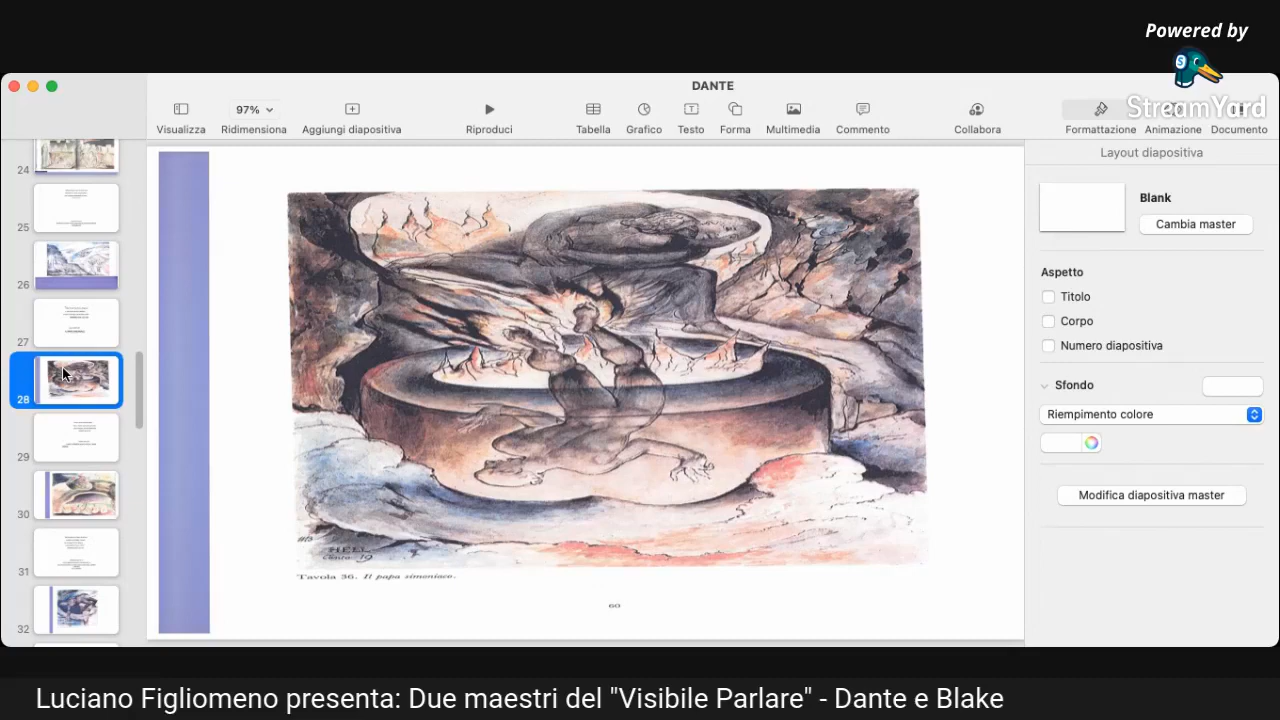 Powered by
StreamYard
DANTE
97%
Visualizza
Ridimensiona
Aggiungi diapositiva
Riproduci
Tabella
Grafico
Testo
Forma
Multimedia
Commento
Collabora
Formattazione
Animazione
Documento
24
25
26
27
28
29
30
31
32
HELL
Canto 19
Tavola 36. Il papa simoniaco.
60
Layout diapositiva
Blank
Cambia master
Aspetto
Titolo
Corpo
Numero diapositiva
Sfondo
Riempimento colore
Modifica diapositiva master
Luciano Figliomeno presenta: Due maestri del "Visibile Parlare" - Dante e Blake